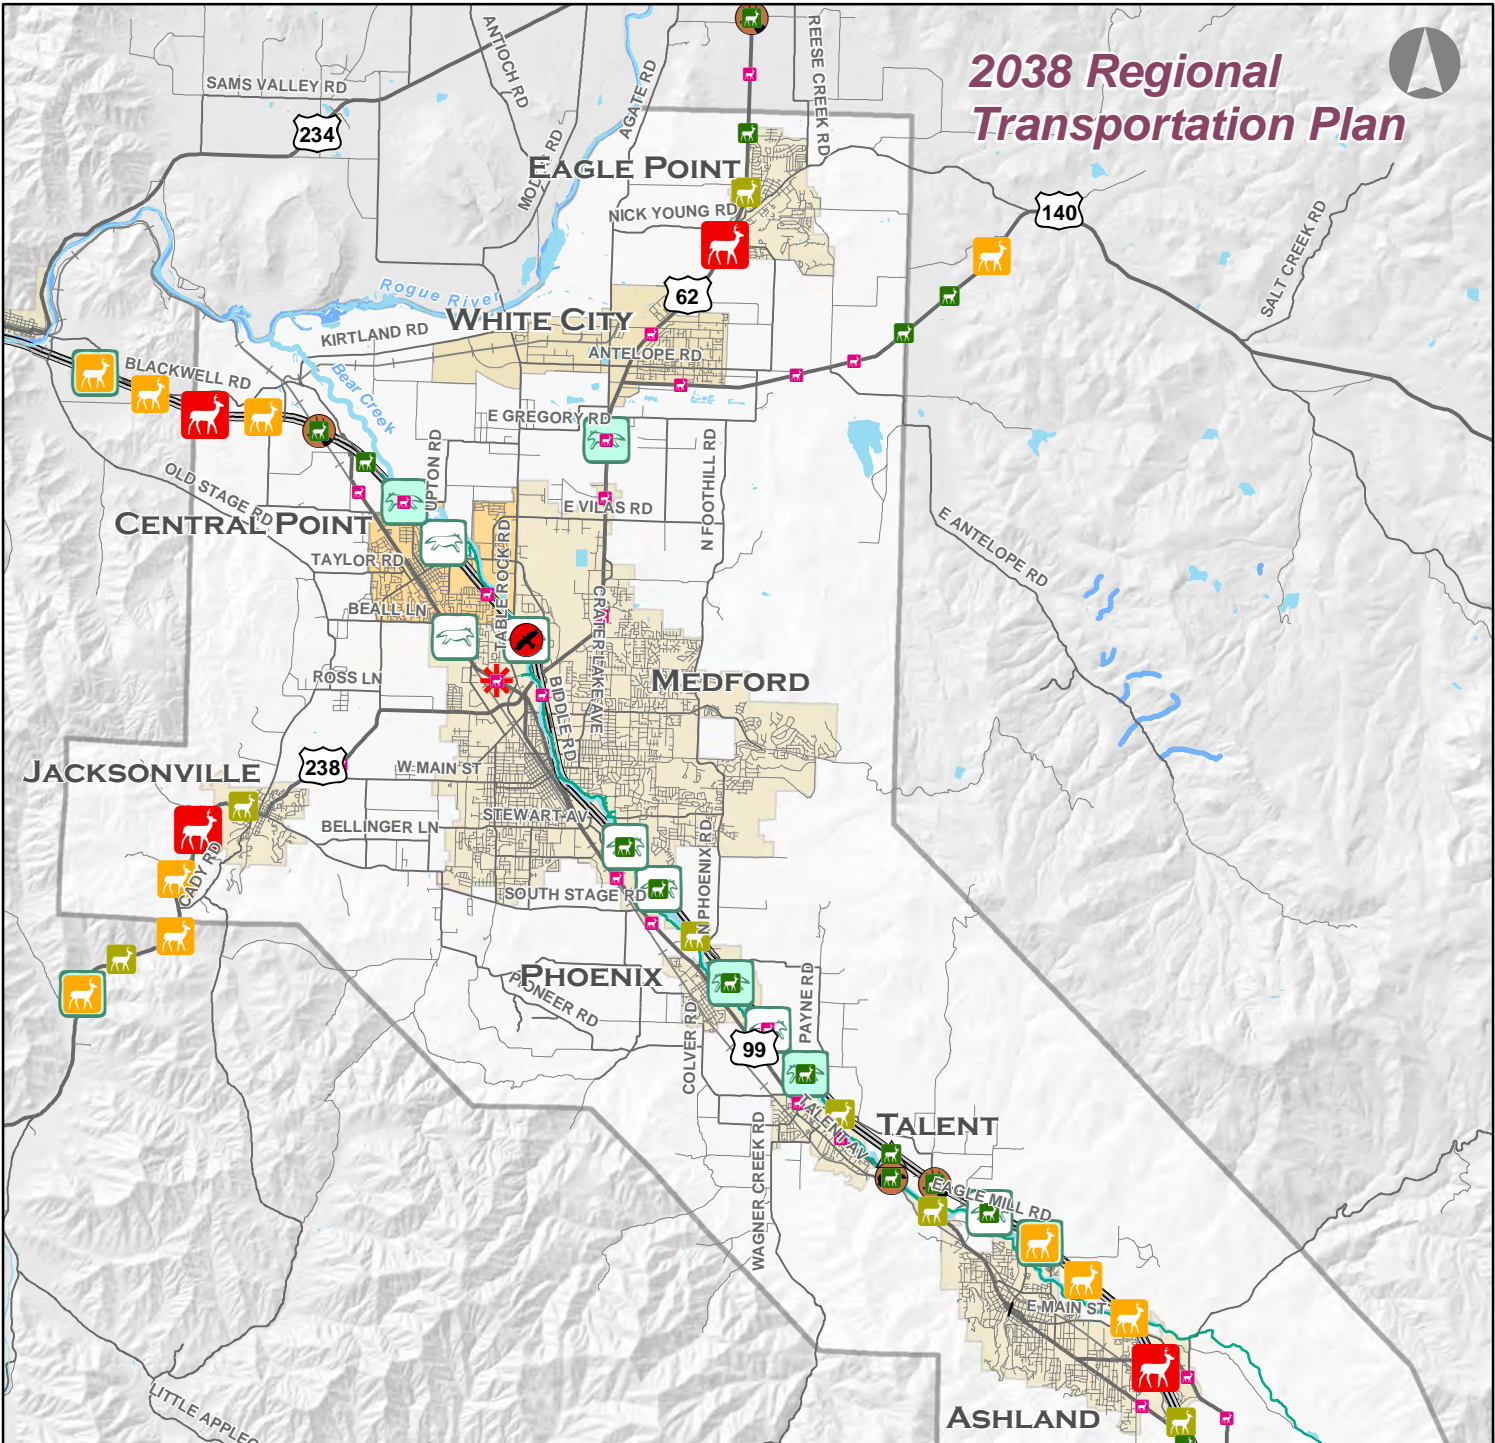 2038 Regional
Transportation Plan
SAMS VALLEY RD
ANTIOCH RD
AGATE RD
REESE CREEK RD
234
EAGLE POINT
NICK YOUNG RD
140
SALT CREEK RD
Rogue River
62
WHITE CITY
KIRTLAND RD
ANTELOPE RD
BLACKWELL RD
Bear Creek
E GREGORY RD
UPTON RD
N FOOTHILL RD
OLD STAGE RD
E VILAS RD
CENTRAL POINT
E ANTELOPE RD
TAYLOR RD
TABLE ROCK RD
BEALL LN
CRATER LAKE AVE
ROSS LN
MEDFORD
BIDDLE RD
238
W MAIN ST
JACKSONVILLE
STEWART AV
BELLINGER LN
N PHOENIX RD
CADY RD
SOUTH STAGE RD
PHOENIX
PIONEER RD
PAYNE RD
COLVER RD
99
TALENT AV
TALENT
WAGNER CREEK RD
EAGLE MILL RD
E MAIN ST
LITTLE
ASHLAND